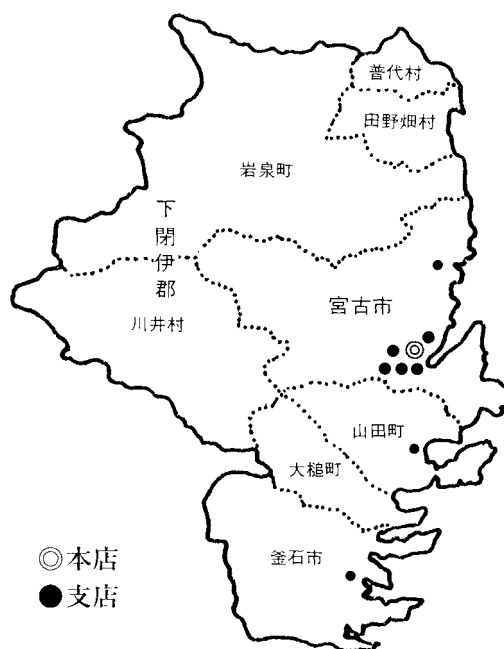 普代村
田野畑村
岩泉町
下閉伊郡
宮古市
川井村
山田町
大槌町
釜石市
◎本店
●支店